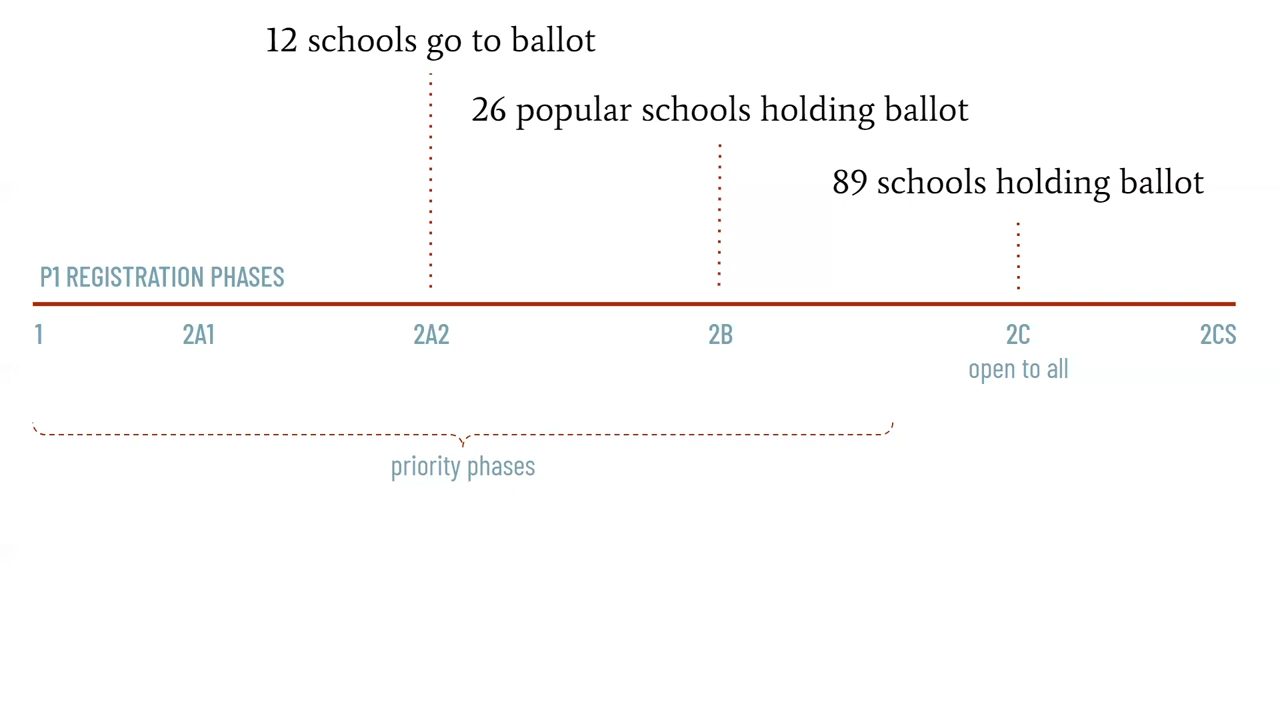 12 schools go to ballot
26 popular schools holding ballot
89 schools holding ballot
P1 REGISTRATION PHASES
1 2A1 2A2 2B 2C 2CS
open to all
priority phases